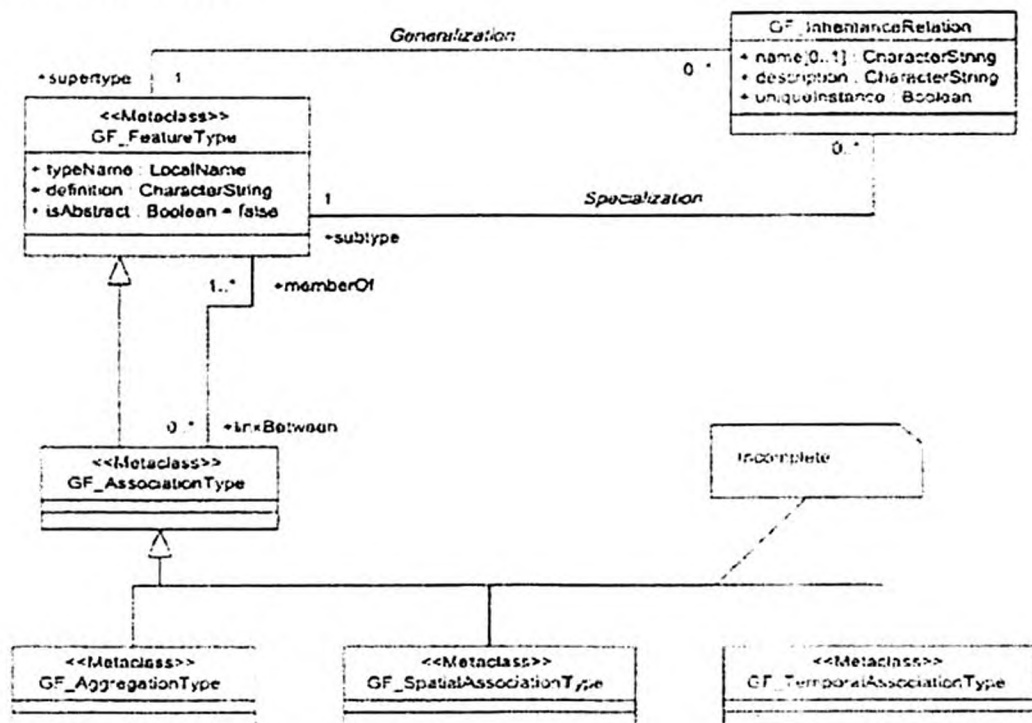 Generalization
GF_InheritanceRelation
+ name[0..1] : CharacterString
+ description : CharacterString
+ uniqueInstance : Boolean
0..*
+supertype
1
<<Metaclass>>
GF_FeatureType
+ typeName : LocalName
+ definition : CharacterString
+ isAbstract : Boolean = false
0..*
1
Specialization
+subtype
1..*
+memberOf
0..*
+linkBetween
<<Metaclass>>
GF_AssociationType
Incomplete
<<Metaclass>>
GF_AggregationType
<<Metaclass>>
GF_SpatialAssociationType
<<Metaclass>>
GF_TemporalAssociationType